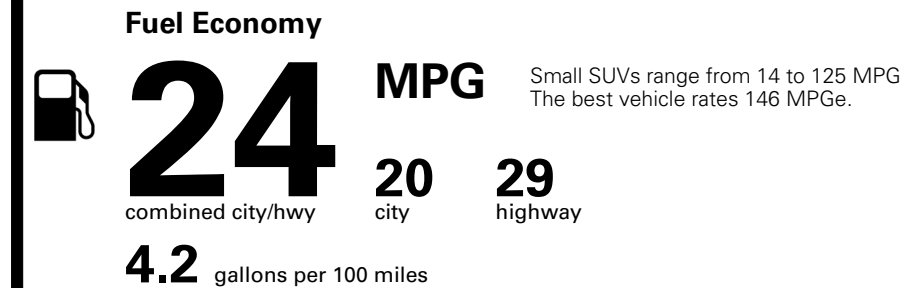 Fuel Economy
24 MPG
Small SUVs range from 14 to 125 MPG
The best vehicle rates 146 MPGe.
20 29
combined city/hwy city highway
4.2 gallons per 100 miles